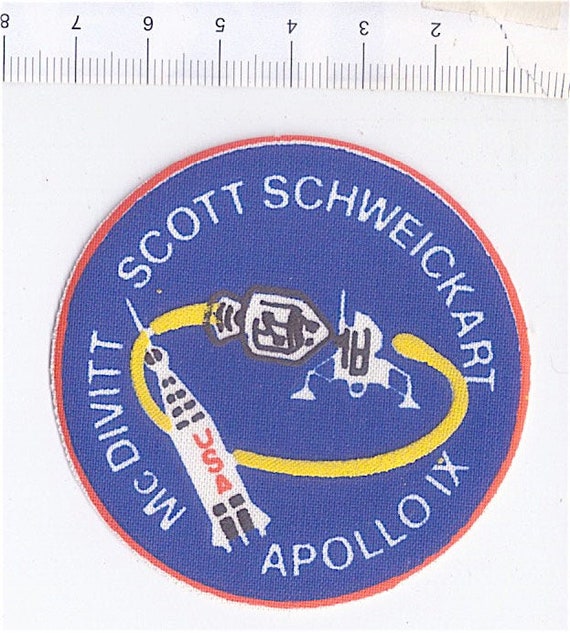 8 7 6 5 4 3 2
Mc DIVITT SCOTT SCHWEICKART
USA
APOLLO IX